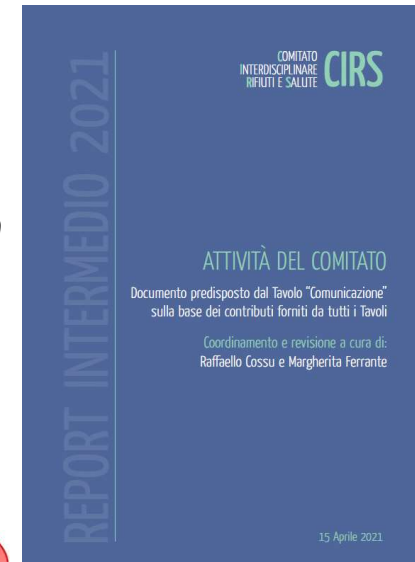 REPORT INTERMEDIO 2021
COMITATO
INTERDISCIPLINARE
RIFIUTI E SALUTE
CIRS
ATTIVITÀ DEL COMITATO
Documento predisposto dal Tavolo "Comunicazione"
sulla base dei contributi forniti da tutti i Tavoli
Coordinamento e revisione a cura di:
Raffaello Cossu e Margherita Ferrante
15 Aprile 2021